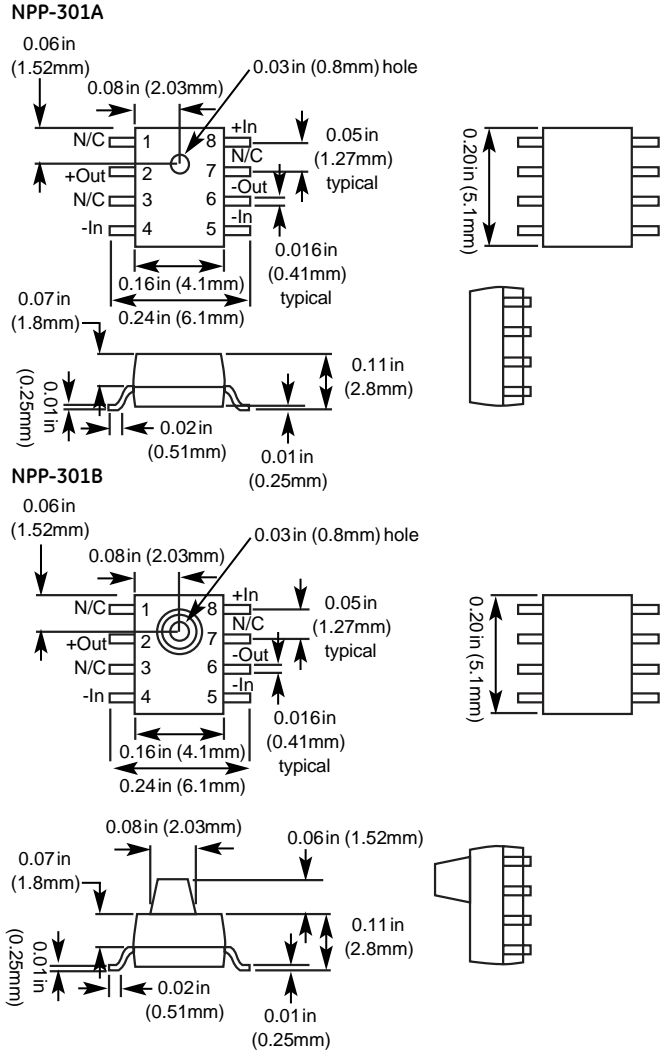 NPP-301A
0.06in
(1.52mm)
0.08in (2.03mm)
0.03in (0.8mm) hole
N/C 1 8 +In
+Out 2 7 N/C
N/C 3 6 -Out
-In 4 5 -In
0.05in
(1.27mm)
typical
0.016in
(0.41mm)
typical
0.16in (4.1mm)
0.24in (6.1mm)
0.20in (5.1mm)
0.07in
(1.8mm)
0.11in
(2.8mm)
0.01in
(0.25mm)
0.02in
(0.51mm)
0.01in
(0.25mm)
NPP-301B
0.06in
(1.52mm)
0.08in (2.03mm)
0.03in (0.8mm) hole
N/C 1 8 +In
+Out 2 7 N/C
N/C 3 6 -Out
-In 4 5 -In
0.05in
(1.27mm)
typical
0.016in
(0.41mm)
typical
0.16in (4.1mm)
0.24in (6.1mm)
0.20in (5.1mm)
0.08in (2.03mm)
0.06in (1.52mm)
0.07in
(1.8mm)
0.11in
(2.8mm)
0.01in
(0.25mm)
0.02in
(0.51mm)
0.01in
(0.25mm)